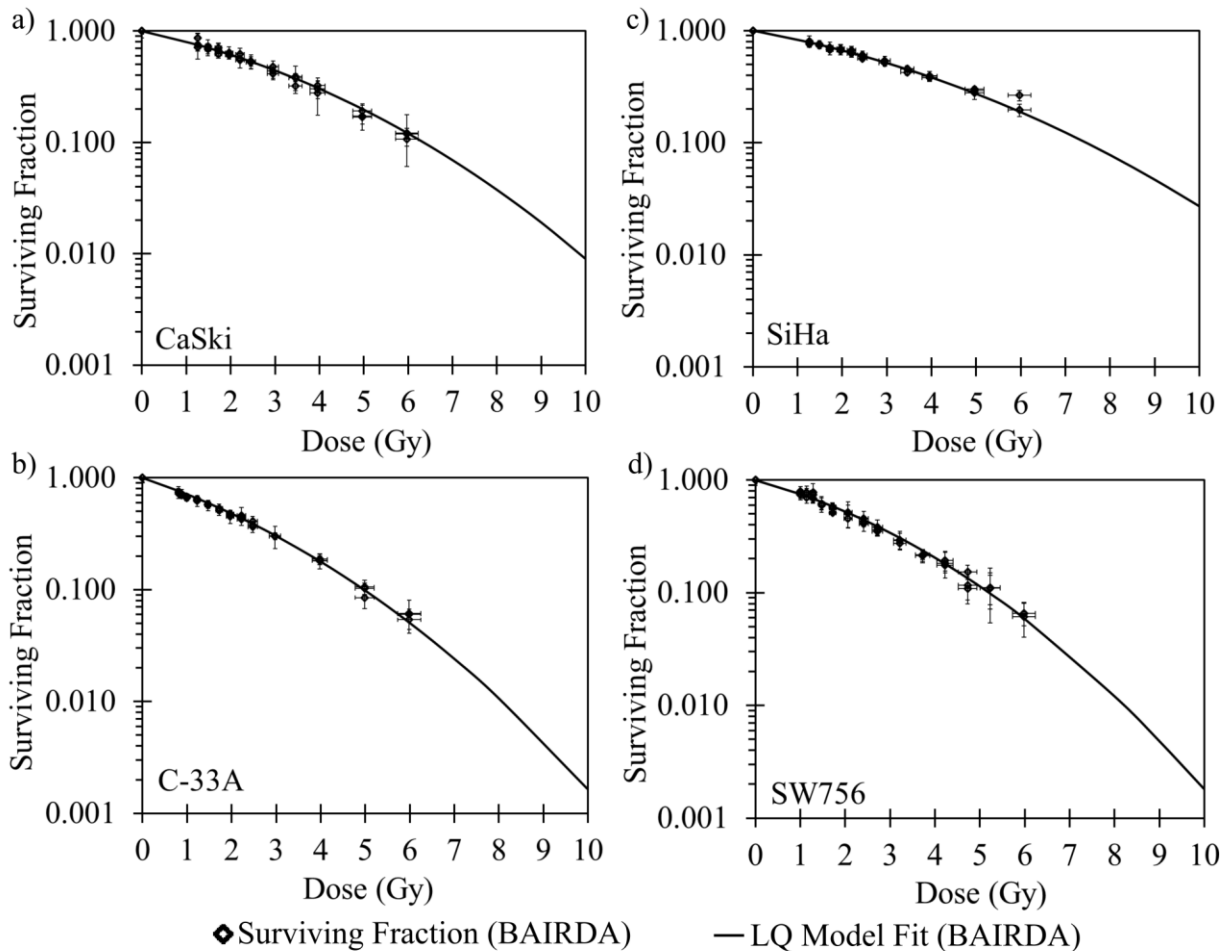 a)
1.000
0.100
0.010
0.001
Surviving Fraction
CaSki
0 1 2 3 4 5 6 7 8 9 10
Dose (Gy)
c)
1.000
0.100
0.010
0.001
Surviving Fraction
SiHa
0 1 2 3 4 5 6 7 8 9 10
Dose (Gy)
b)
1.000
0.100
0.010
0.001
Surviving Fraction
C-33A
0 1 2 3 4 5 6 7 8 9 10
Dose (Gy)
d)
1.000
0.100
0.010
0.001
Surviving Fraction
SW756
0 1 2 3 4 5 6 7 8 9 10
Dose (Gy)
Surviving Fraction (BAIRDA) LQ Model Fit (BAIRDA)